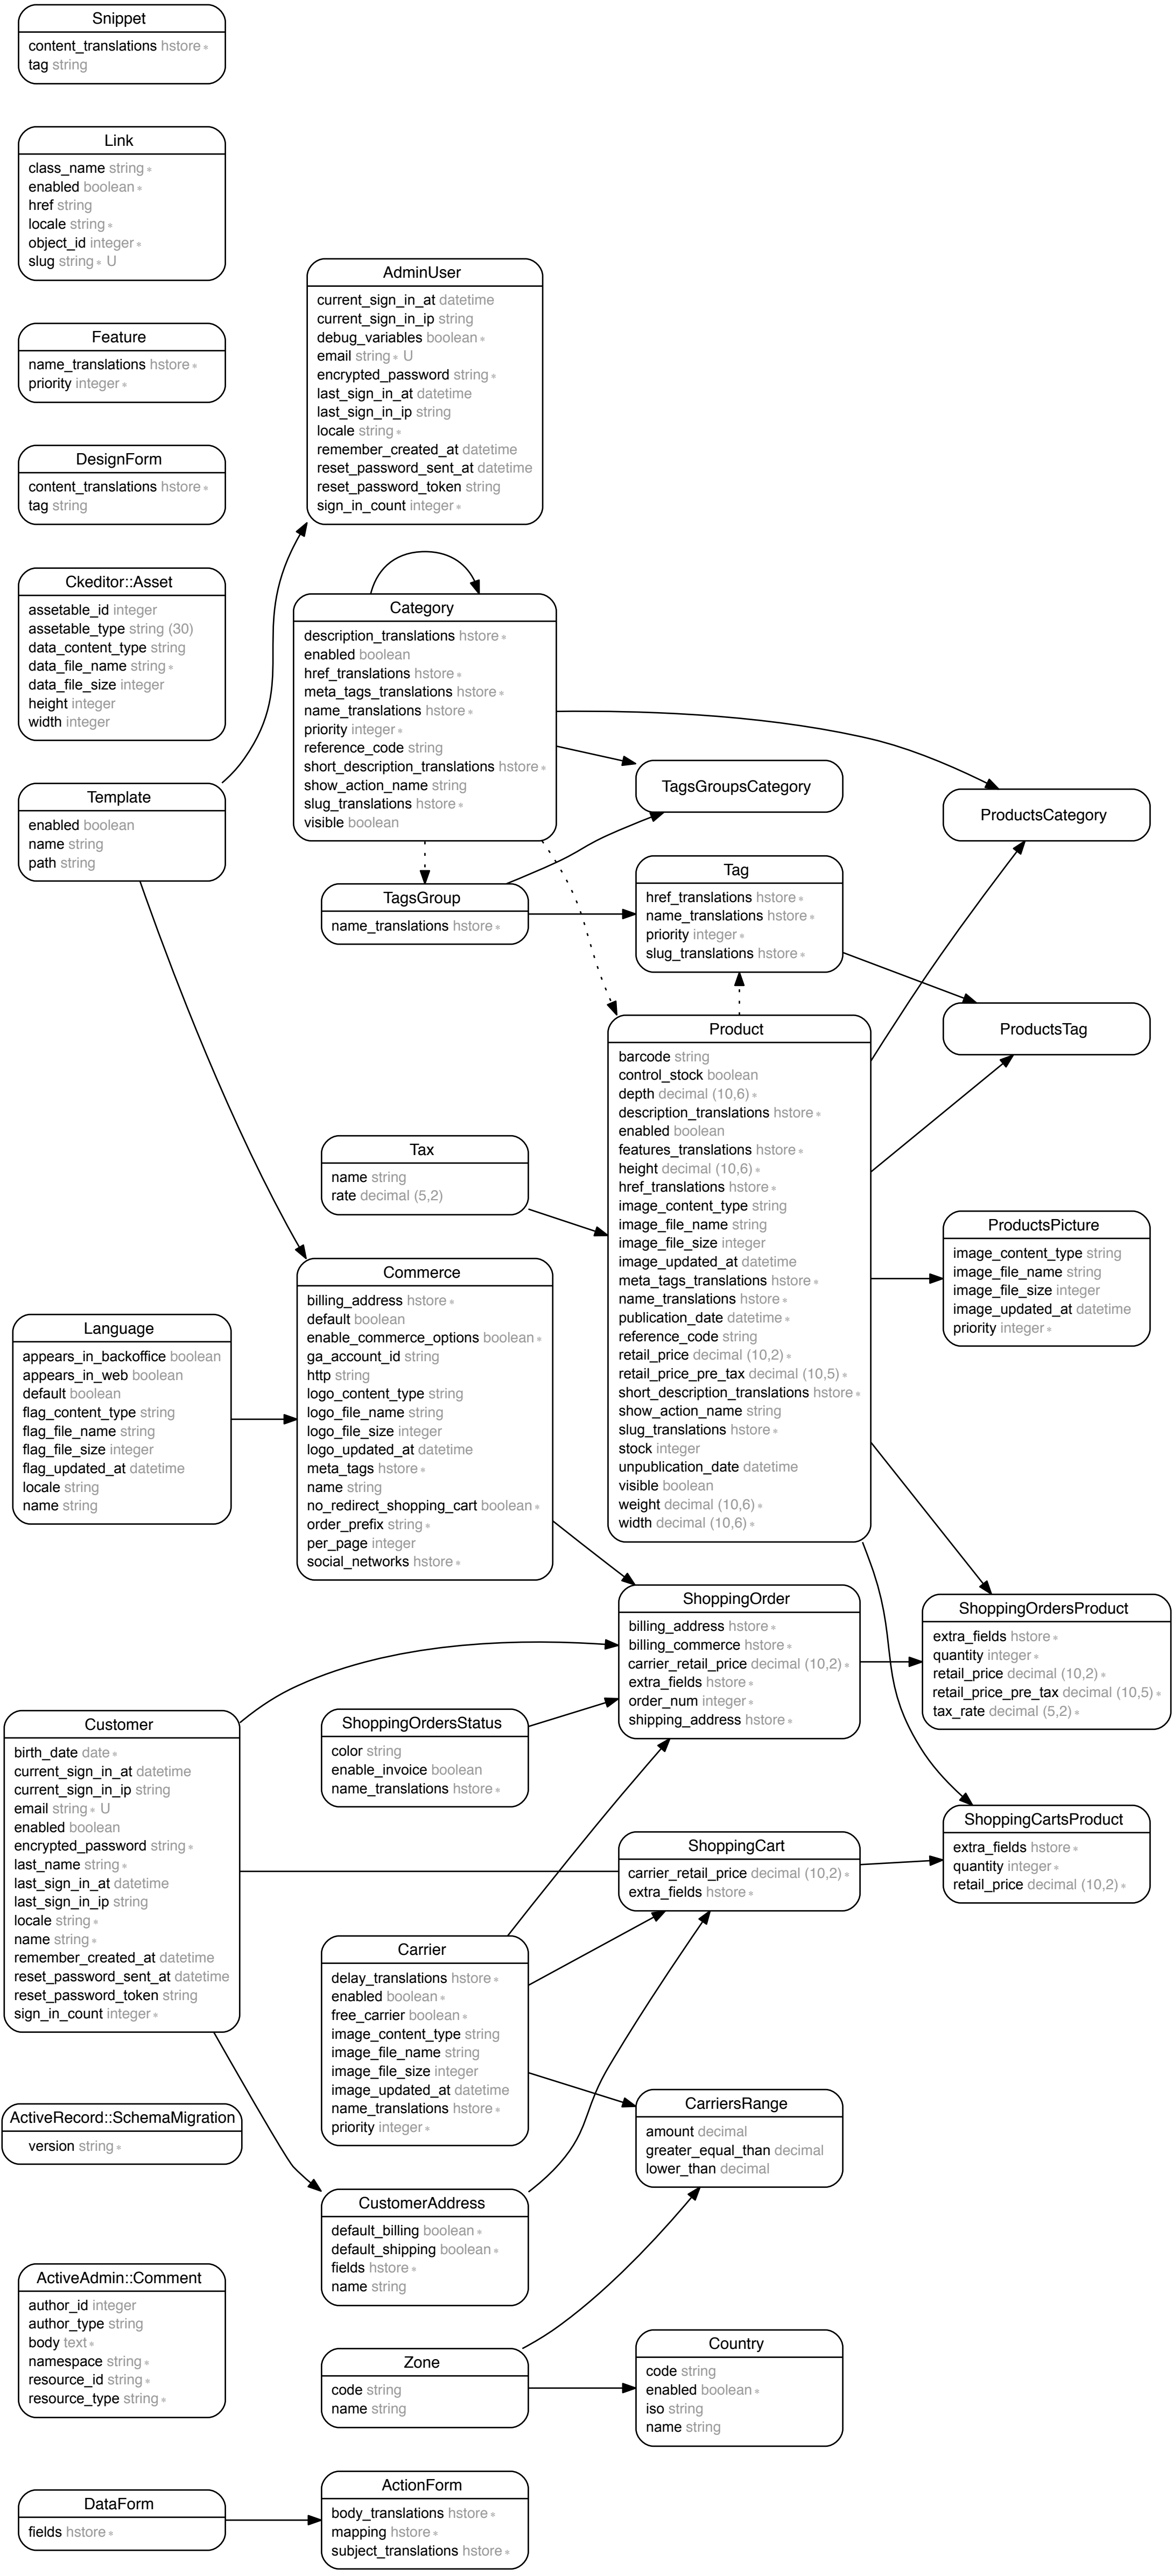 Snippet
content_translations hstore ∗
tag string
Link
class_name string ∗
enabled boolean ∗
href string
locale string ∗
object_id integer ∗
slug string ∗ U
AdminUser
current_sign_in_at datetime
current_sign_in_ip string
debug_variables boolean ∗
email string ∗ U
encrypted_password string ∗
last_sign_in_at datetime
last_sign_in_ip string
locale string ∗
remember_created_at datetime
reset_password_sent_at datetime
reset_password_token string
sign_in_count integer ∗
Feature
name_translations hstore ∗
priority integer ∗
DesignForm
content_translations hstore ∗
tag string
Ckeditor::Asset
assetable_id integer
assetable_type string (30)
data_content_type string
data_file_name string ∗
data_file_size integer
height integer
width integer
Category
description_translations hstore ∗
enabled boolean
href_translations hstore ∗
meta_tags_translations hstore ∗
name_translations hstore ∗
priority integer ∗
reference_code string
short_description_translations hstore ∗
show_action_name string
slug_translations hstore ∗
visible boolean
TagsGroupsCategory
ProductsCategory
Template
enabled boolean
name string
path string
TagsGroup
name_translations hstore ∗
Tag
href_translations hstore ∗
name_translations hstore ∗
priority integer ∗
slug_translations hstore ∗
ProductsTag
Product
barcode string
control_stock boolean
depth decimal (10,6) ∗
description_translations hstore ∗
enabled boolean
features_translations hstore ∗
height decimal (10,6) ∗
href_translations hstore ∗
image_content_type string
image_file_name string
image_file_size integer
image_updated_at datetime
meta_tags_translations hstore ∗
name_translations hstore ∗
publication_date datetime ∗
reference_code string
retail_price decimal (10,2) ∗
retail_price_pre_tax decimal (10,5) ∗
short_description_translations hstore ∗
show_action_name string
slug_translations hstore ∗
stock integer
unpublication_date datetime
visible boolean
weight decimal (10,6) ∗
width decimal (10,6) ∗
Tax
name string
rate decimal (5,2)
ProductsPicture
image_content_type string
image_file_name string
image_file_size integer
image_updated_at datetime
priority integer ∗
Commerce
billing_address hstore ∗
default boolean
enable_commerce_options boolean ∗
ga_account_id string
http string
logo_content_type string
logo_file_name string
logo_file_size integer
logo_updated_at datetime
meta_tags hstore ∗
name string
no_redirect_shopping_cart boolean ∗
order_prefix string ∗
per_page integer
social_networks hstore ∗
Language
appears_in_backoffice boolean
appears_in_web boolean
default boolean
flag_content_type string
flag_file_name string
flag_file_size integer
flag_updated_at datetime
locale string
name string
ShoppingOrder
billing_address hstore ∗
billing_commerce hstore ∗
carrier_retail_price decimal (10,2) ∗
extra_fields hstore ∗
order_num integer ∗
shipping_address hstore ∗
ShoppingOrdersProduct
extra_fields hstore ∗
quantity integer ∗
retail_price decimal (10,2) ∗
retail_price_pre_tax decimal (10,5) ∗
tax_rate decimal (5,2) ∗
Customer
birth_date date ∗
current_sign_in_at datetime
current_sign_in_ip string
email string ∗ U
enabled boolean
encrypted_password string ∗
last_name string ∗
last_sign_in_at datetime
last_sign_in_ip string
locale string ∗
name string ∗
remember_created_at datetime
reset_password_sent_at datetime
reset_password_token string
sign_in_count integer ∗
ShoppingOrdersStatus
color string
enable_invoice boolean
name_translations hstore ∗
ShoppingCart
carrier_retail_price decimal (10,2) ∗
extra_fields hstore ∗
ShoppingCartsProduct
extra_fields hstore ∗
quantity integer ∗
retail_price decimal (10,2) ∗
Carrier
delay_translations hstore ∗
enabled boolean ∗
free_carrier boolean ∗
image_content_type string
image_file_name string
image_file_size integer
image_updated_at datetime
name_translations hstore ∗
priority integer ∗
CarriersRange
amount decimal
greater_equal_than decimal
lower_than decimal
ActiveRecord::SchemaMigration
version string ∗
CustomerAddress
default_billing boolean ∗
default_shipping boolean ∗
fields hstore ∗
name string
ActiveAdmin::Comment
author_id integer
author_type string
body text ∗
namespace string ∗
resource_id string ∗
resource_type string ∗
Zone
code string
name string
Country
code string
enabled boolean ∗
iso string
name string
DataForm
fields hstore ∗
ActionForm
body_translations hstore ∗
mapping hstore ∗
subject_translations hstore ∗